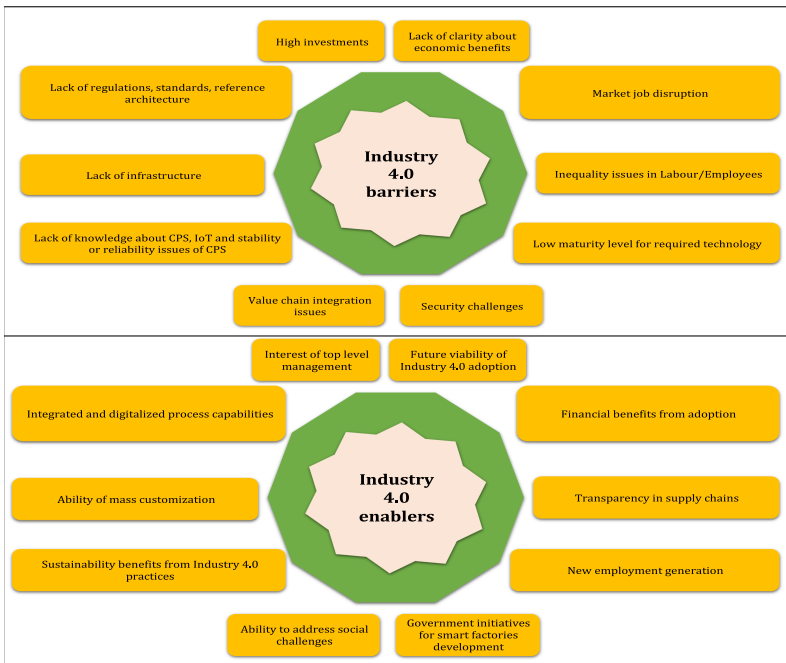 High investments
Lack of clarity about
economic benefits
Lack of regulations, standards, reference
architecture
Market job disruption
Industry
4.0
barriers
Lack of infrastructure
Inequality issues in Labour/Employees
Lack of knowledge about CPS, IoT and stability
or reliability issues of CPS
Low maturity level for required technology
Value chain integration
issues
Security challenges
Interest of top level
management
Future viability of
Industry 4.0 adoption
Integrated and digitalized process capabilities
Financial benefits from adoption
Industry
4.0
enablers
Ability of mass customization
Transparency in supply chains
Sustainability benefits from Industry 4.0
practices
New employment generation
Ability to address social
challenges
Government initiatives
for smart factories
development